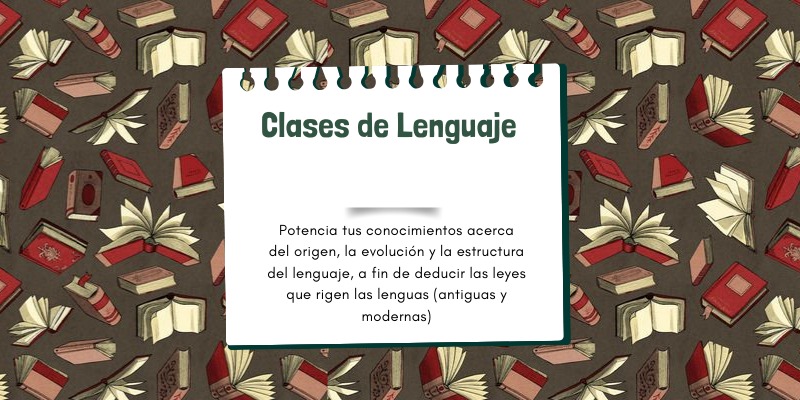 Clases de Lenguaje
Potencia tus conocimientos acerca
del origen, la evolución y la estructura
del lenguaje, a fin de deducir las leyes
que rigen las lenguas (antiguas y
modernas)